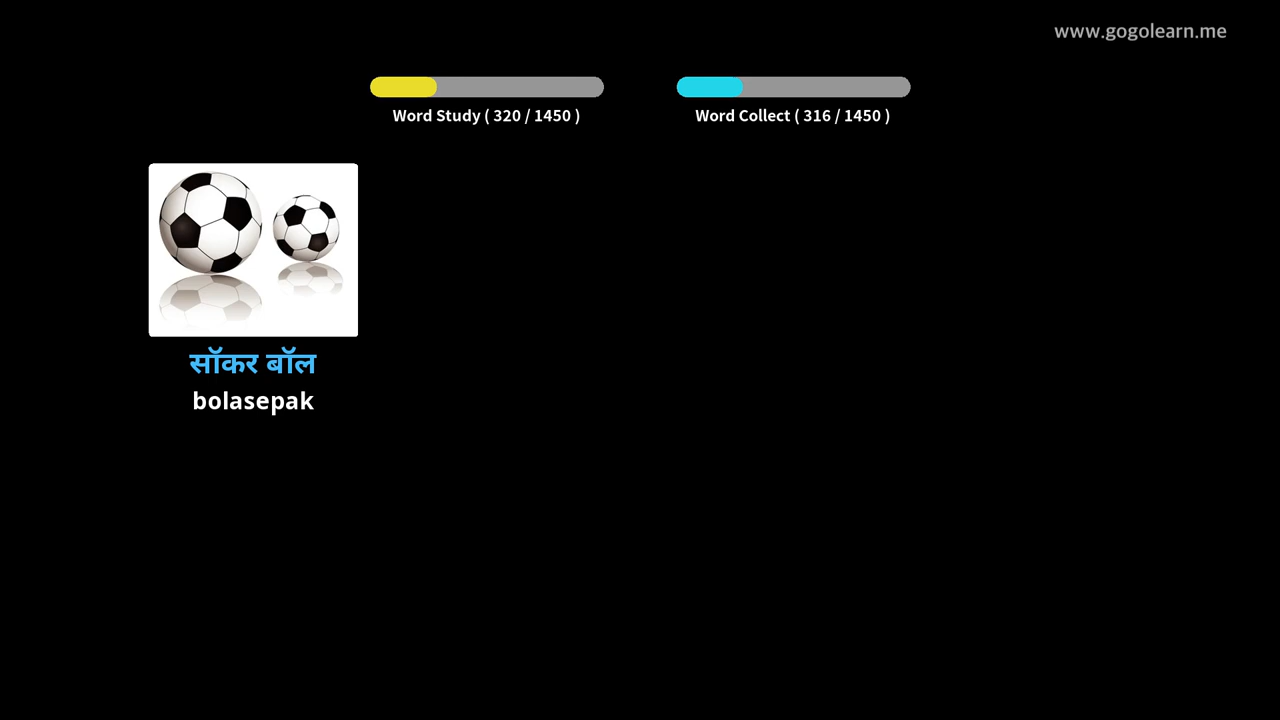 www.gogolearn.me
Word Study ( 320 / 1450 )
Word Collect ( 316 / 1450 )
सॉकर बॉल
bolasepak